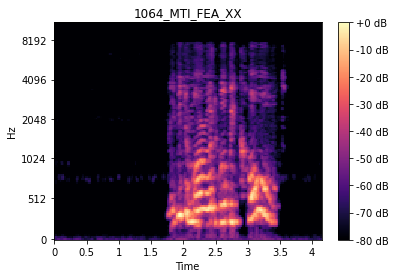 1064_MTI_FEA_XX
+0 dB
8192
-10 dB
4096
-20 dB
-30 dB
2048
Hz
-40 dB
1024
-50 dB
512
-60 dB
-70 dB
0
-80 dB
0 0.5 1 1.5 2 2.5 3 3.5 4
Time